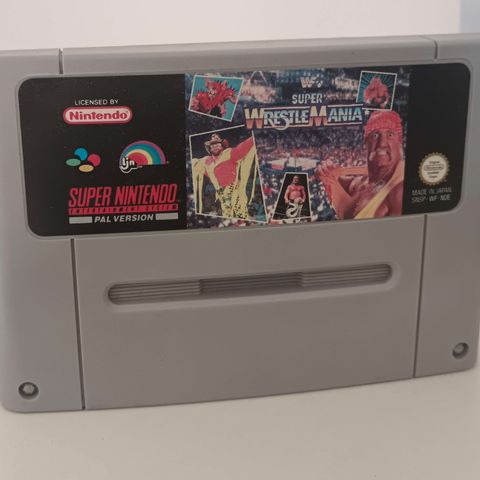 LICENSED BY
Nintendo
ljn
SUPER NINTENDO
ENTERTAINMENT SYSTEM
PAL VERSION
WF
SUPER
WRESTLEMANIA
MADE IN JAPAN
SNSP-WF-NOE